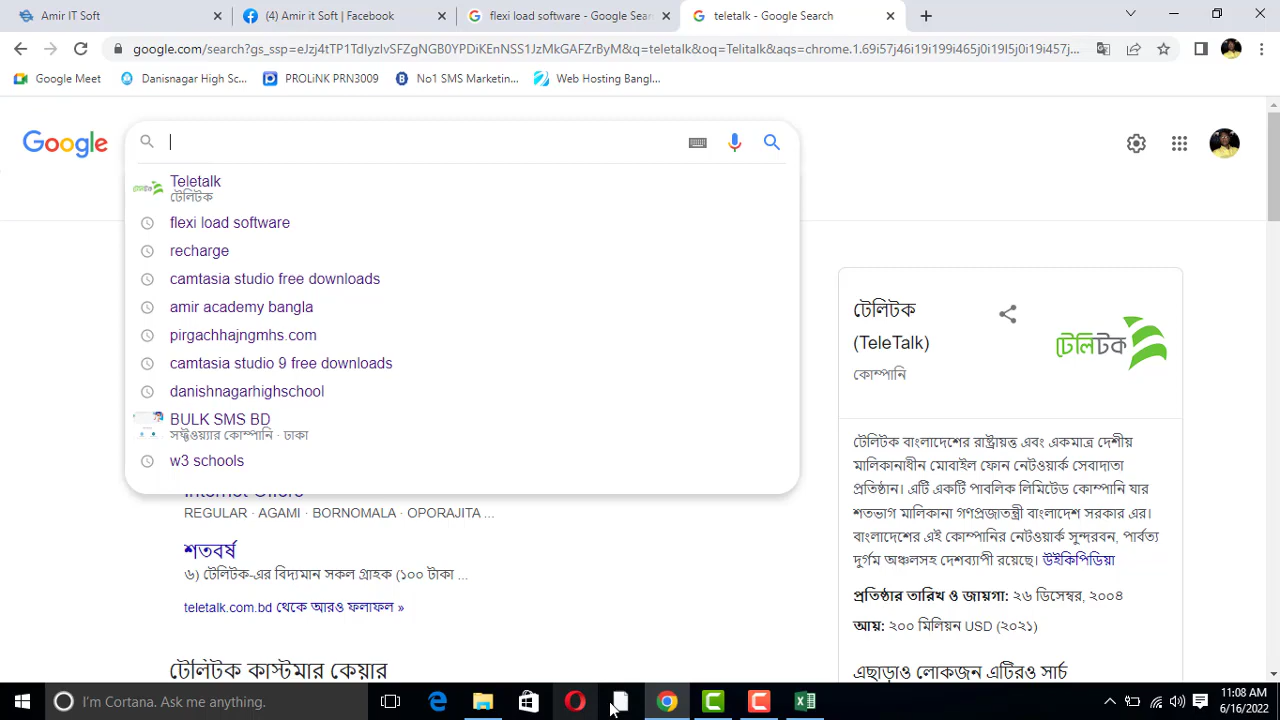 Amir IT Soft
(4) Amir it Soft | Facebook
flexi load software - Google Sear
teletalk - Google Search
google.com/search?gs_ssp=eJzj4tTP1TdIyzIvSFZgNGB0YPDiKEnNSS1JzMkGAFZrByM&q=teletalk&oq=Telitalk&aqs=chrome.1.69i57j46i19i199i465j0i19l5j0i19i457j...
Google Meet
Danisnagar High Sc...
PROLiNK PRN3009
No1 SMS Marketin...
Web Hosting Bangl...
Google
Teletalk
টেলিটক
flexi load software
recharge
camtasia studio free downloads
amir academy bangla
pirgachhajngmhs.com
camtasia studio 9 free downloads
danishnagarhighschool
BULK SMS BD
সফ্টওয়্যার কোম্পানি · ঢাকা
w3 schools
Internet Offers
REGULAR · AGAMI · BORNOMALA · OPORAJITA ...
শতবর্ষ
৬) টেলিটক-এর বিদ্যমান সকল গ্রাহক (১০০ টাকা ...
teletalk.com.bd থেকে আরও ফলাফল »
টেলিটক কাস্টমার কেয়ার
টেলিটক
(TeleTalk)
কোম্পানি
টেলিটক
টেলিটক বাংলাদেশের রাষ্ট্রায়ত্ত্ব এবং একমাত্র দেশীয়
মালিকানাধীন মোবাইল ফোন নেটওয়ার্ক সেবাদাতা
প্রতিষ্ঠান। এটি একটি পাবলিক লিমিটেড কোম্পানি যার
শতভাগ মালিকানা গণপ্রজাতন্ত্রী বাংলাদেশ সরকার এর।
বাংলাদেশের এই কোম্পানির নেটওয়ার্ক সুন্দরবন, পার্বত্য
দুর্গম অঞ্চলসহ দেশব্যাপী রয়েছে। উইকিপিডিয়া
প্রতিষ্ঠার তারিখ ও জায়গা: ২৬ ডিসেম্বর, ২০০৪
আয়: ২০০ মিলিয়ন USD (২০২১)
এছাড়াও লোকজন এটিরও সার্চ
I'm Cortana. Ask me anything.
11:08 AM
6/16/2022